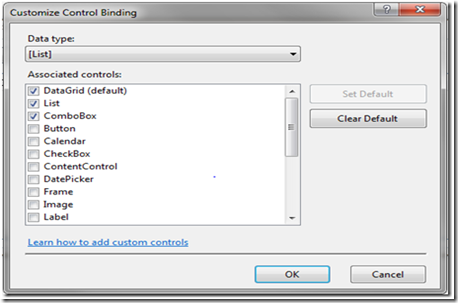 Customize Control Binding
?
Data type:
[List]
Associated controls:
DataGrid (default)
List
ComboBox
Button
Calendar
CheckBox
ContentControl
DatePicker
Frame
Image
Label
Set Default
Clear Default
Learn how to add custom controls
OK
Cancel